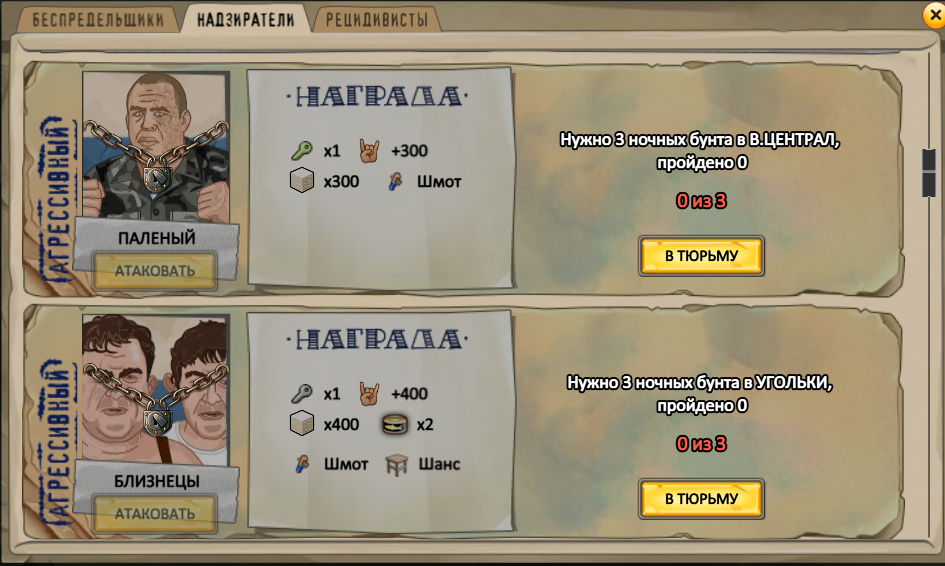 БЕСПРЕДЕЛЬЩИКИ
НАДЗИРАТЕЛИ
РЕЦИДИВИСТЫ
АГРЕССИВНЫЙ
ПАЛЕНЫЙ
АТАКОВАТЬ
·НАГРАДА·
x1 +300
x300 Шмот
Нужно 3 ночных бунта в В.ЦЕНТРАЛ,
пройдено 0
0 из 3
В ТЮРЬМУ
АГРЕССИВНЫЙ
БЛИЗНЕЦЫ
АТАКОВАТЬ
·НАГРАДА·
x1 +400
x400 x2
Шмот Шанс
Нужно 3 ночных бунта в УГОЛЬКИ,
пройдено 0
0 из 3
В ТЮРЬМУ